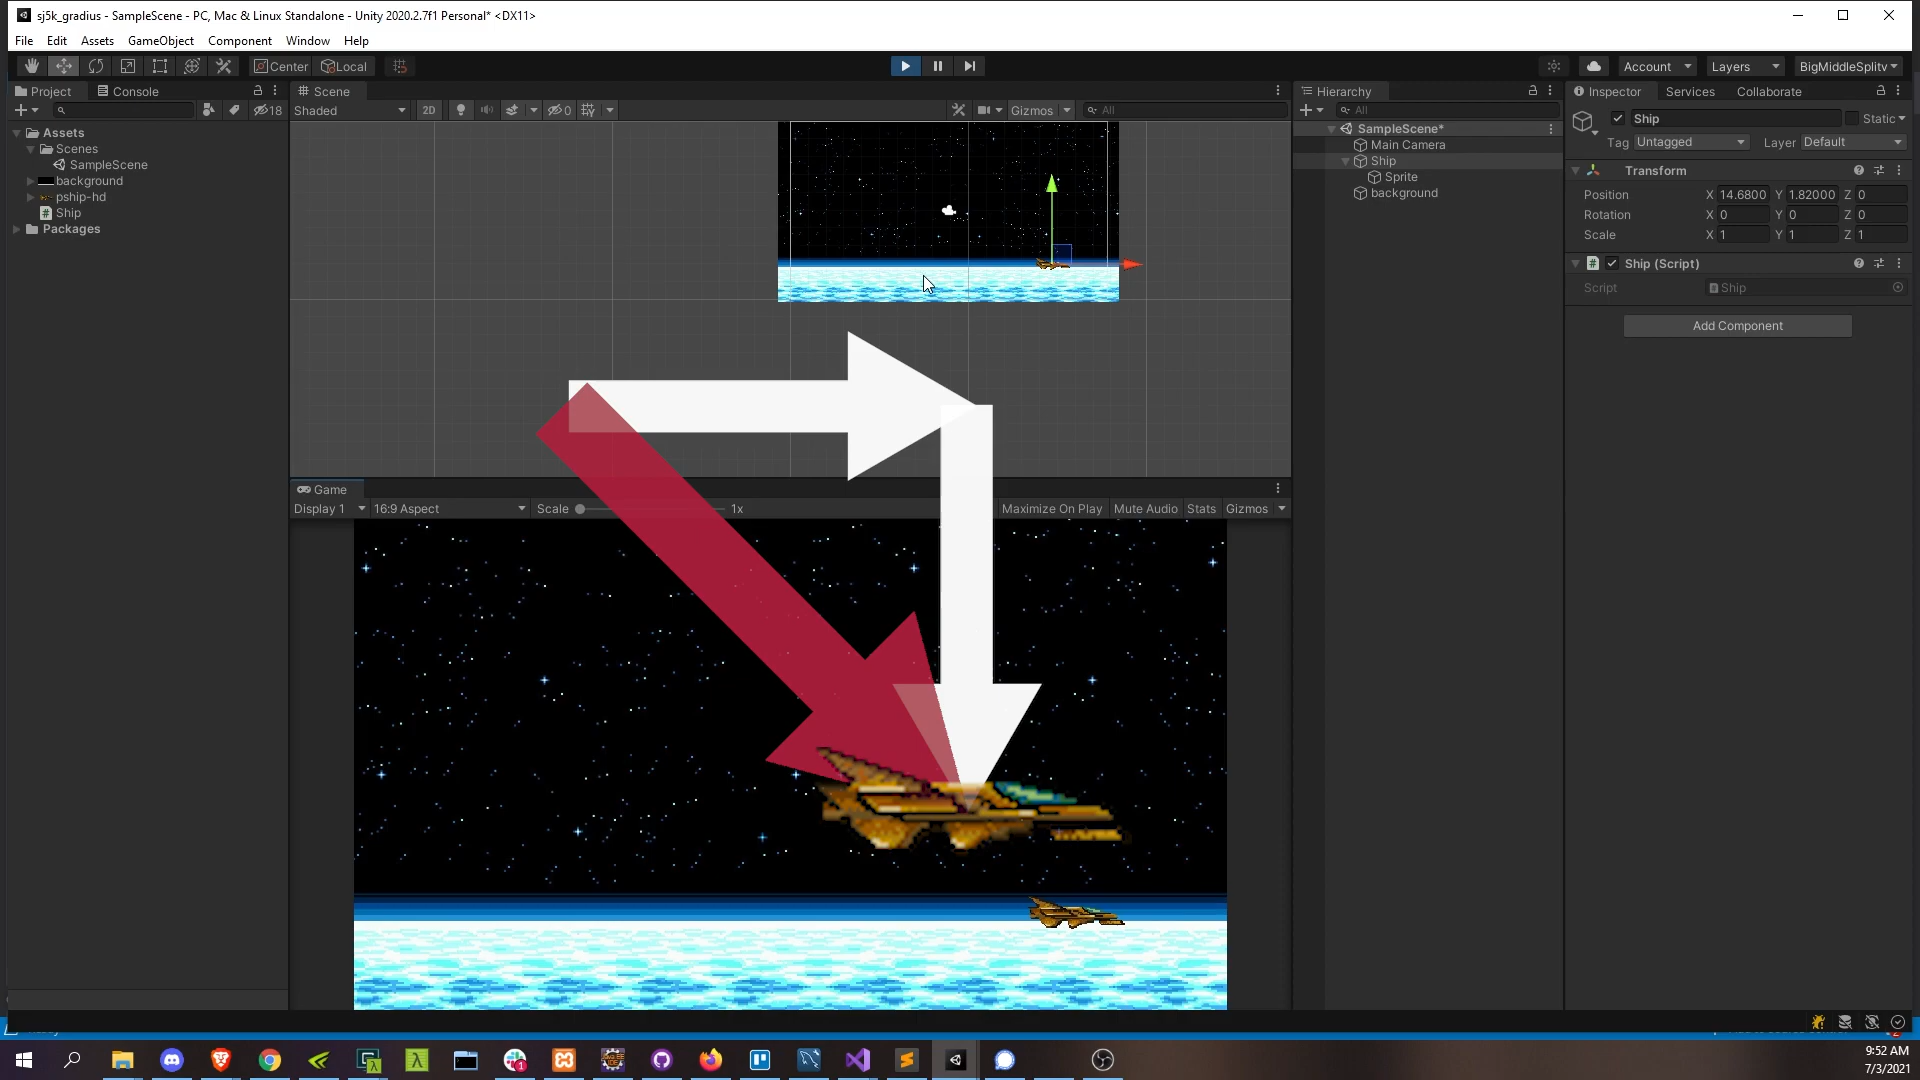 sj5k_gradius - SampleScene - PC, Mac & Linux Standalone - Unity 2020.2.7f1 Personal* <DX11>
File Edit Assets GameObject Component Window Help
Center Local Account Layers BigMiddleSplitv
Project Console Scene Hierarchy Inspector Services Collaborate
18 Shaded 2D 0 Gizmos All All Ship Static
Assets SampleScene* Tag Untagged Layer Default
Scenes Main Camera
SampleScene Ship Transform
background Sprite Position X 14.6800 Y 1.82000 Z 0
pship-hd background Rotation X 0 Y 0 Z 0
Ship Scale X 1 Y 1 Z 1
Packages
Ship (Script)
Script Ship
Add Component
Game
Display 1 16:9 Aspect Scale 1x Maximize On Play Mute Audio Stats Gizmos
9:52 AM
7/3/2021